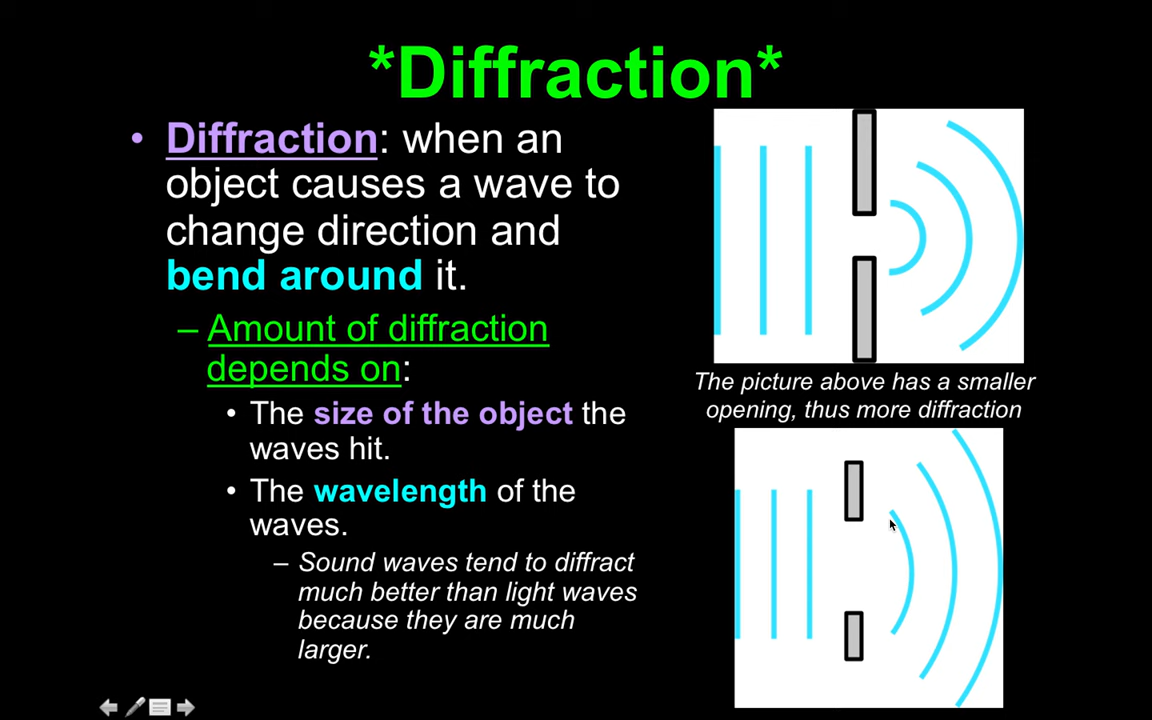 *Diffraction*
• Diffraction: when an
object causes a wave to
change direction and
bend around it.
– Amount of diffraction
depends on:
• The size of the object the
waves hit.
• The wavelength of the
waves.
– Sound waves tend to diffract
much better than light waves
because they are much
larger.
The picture above has a smaller
opening, thus more diffraction